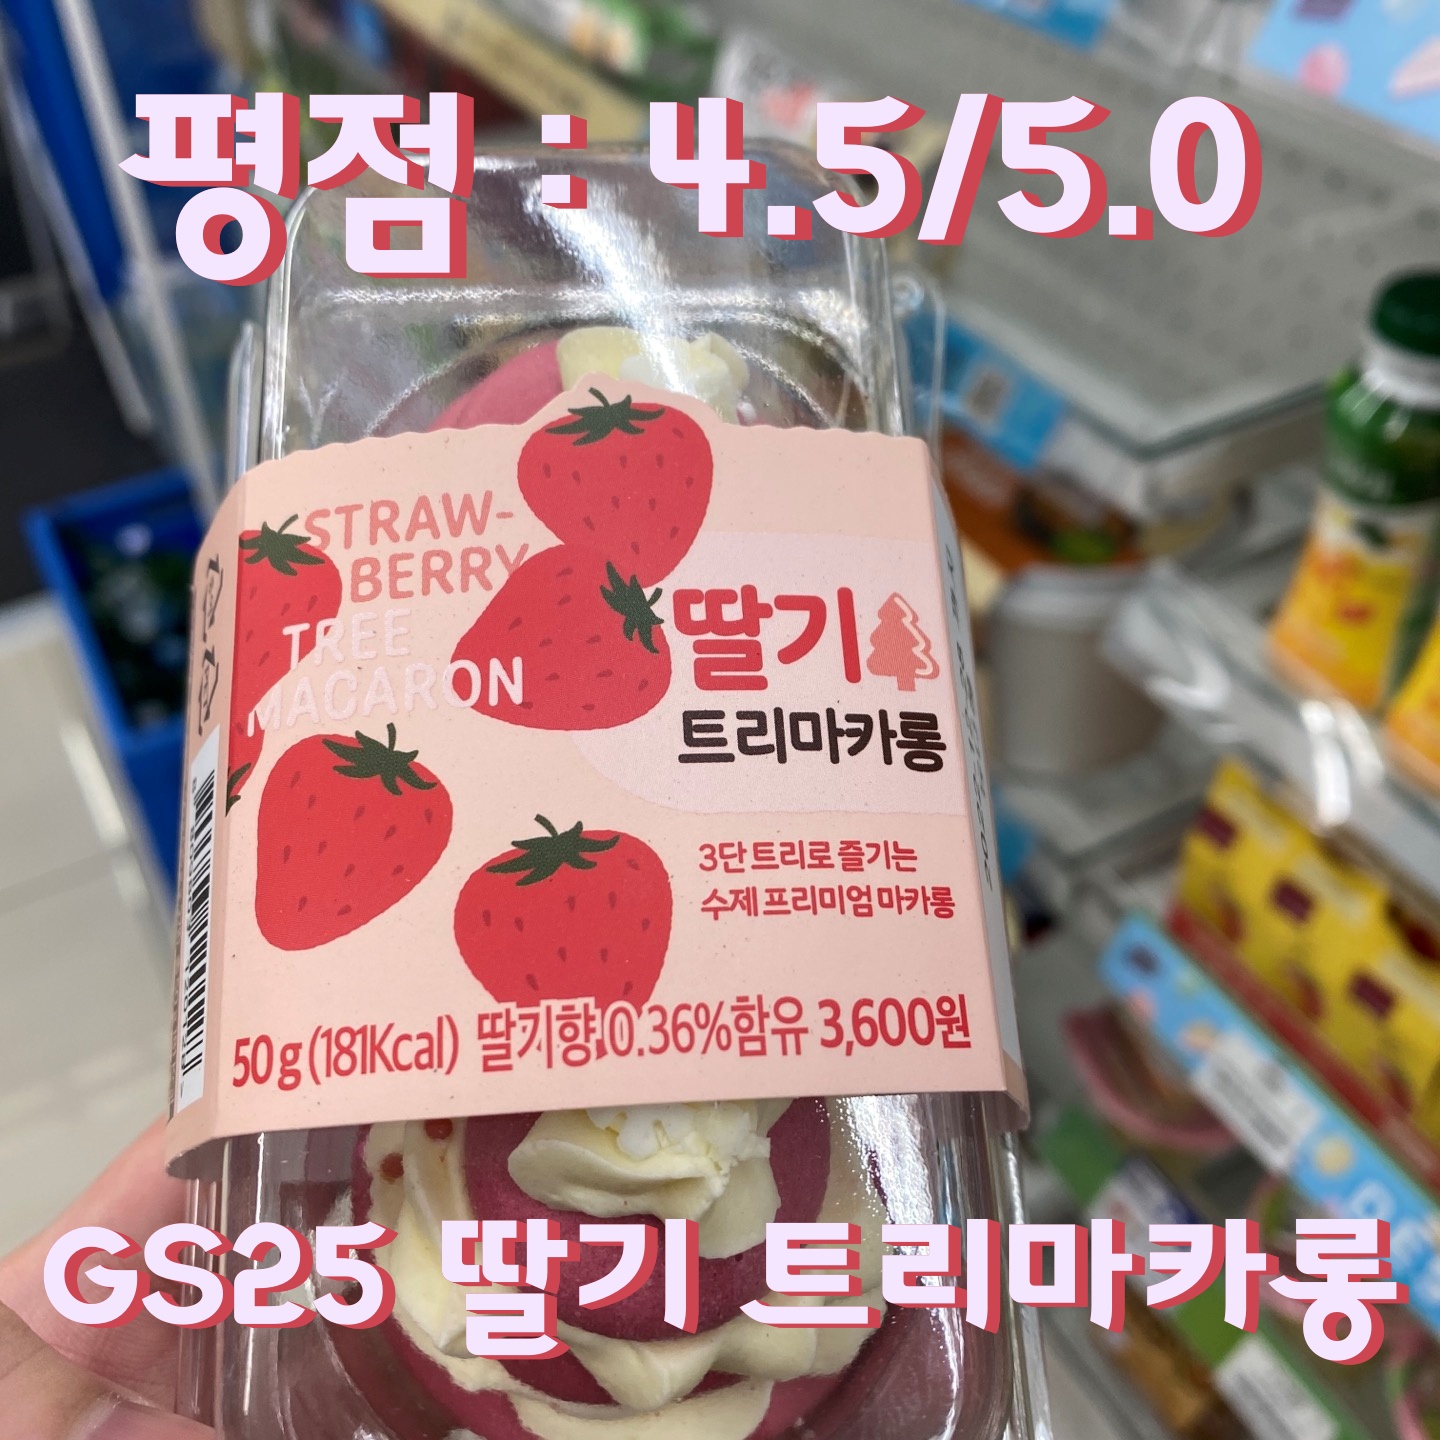 평점 : 4.5/5.0
STRAW-
BERRY
TREE
MACARON
딸기
트리마카롱
3단 트리로 즐기는
수제 프리미엄 마카롱
50g (181Kcal) 딸기향 0.36% 함유 3,600원
GS25 딸기 트리마카롱